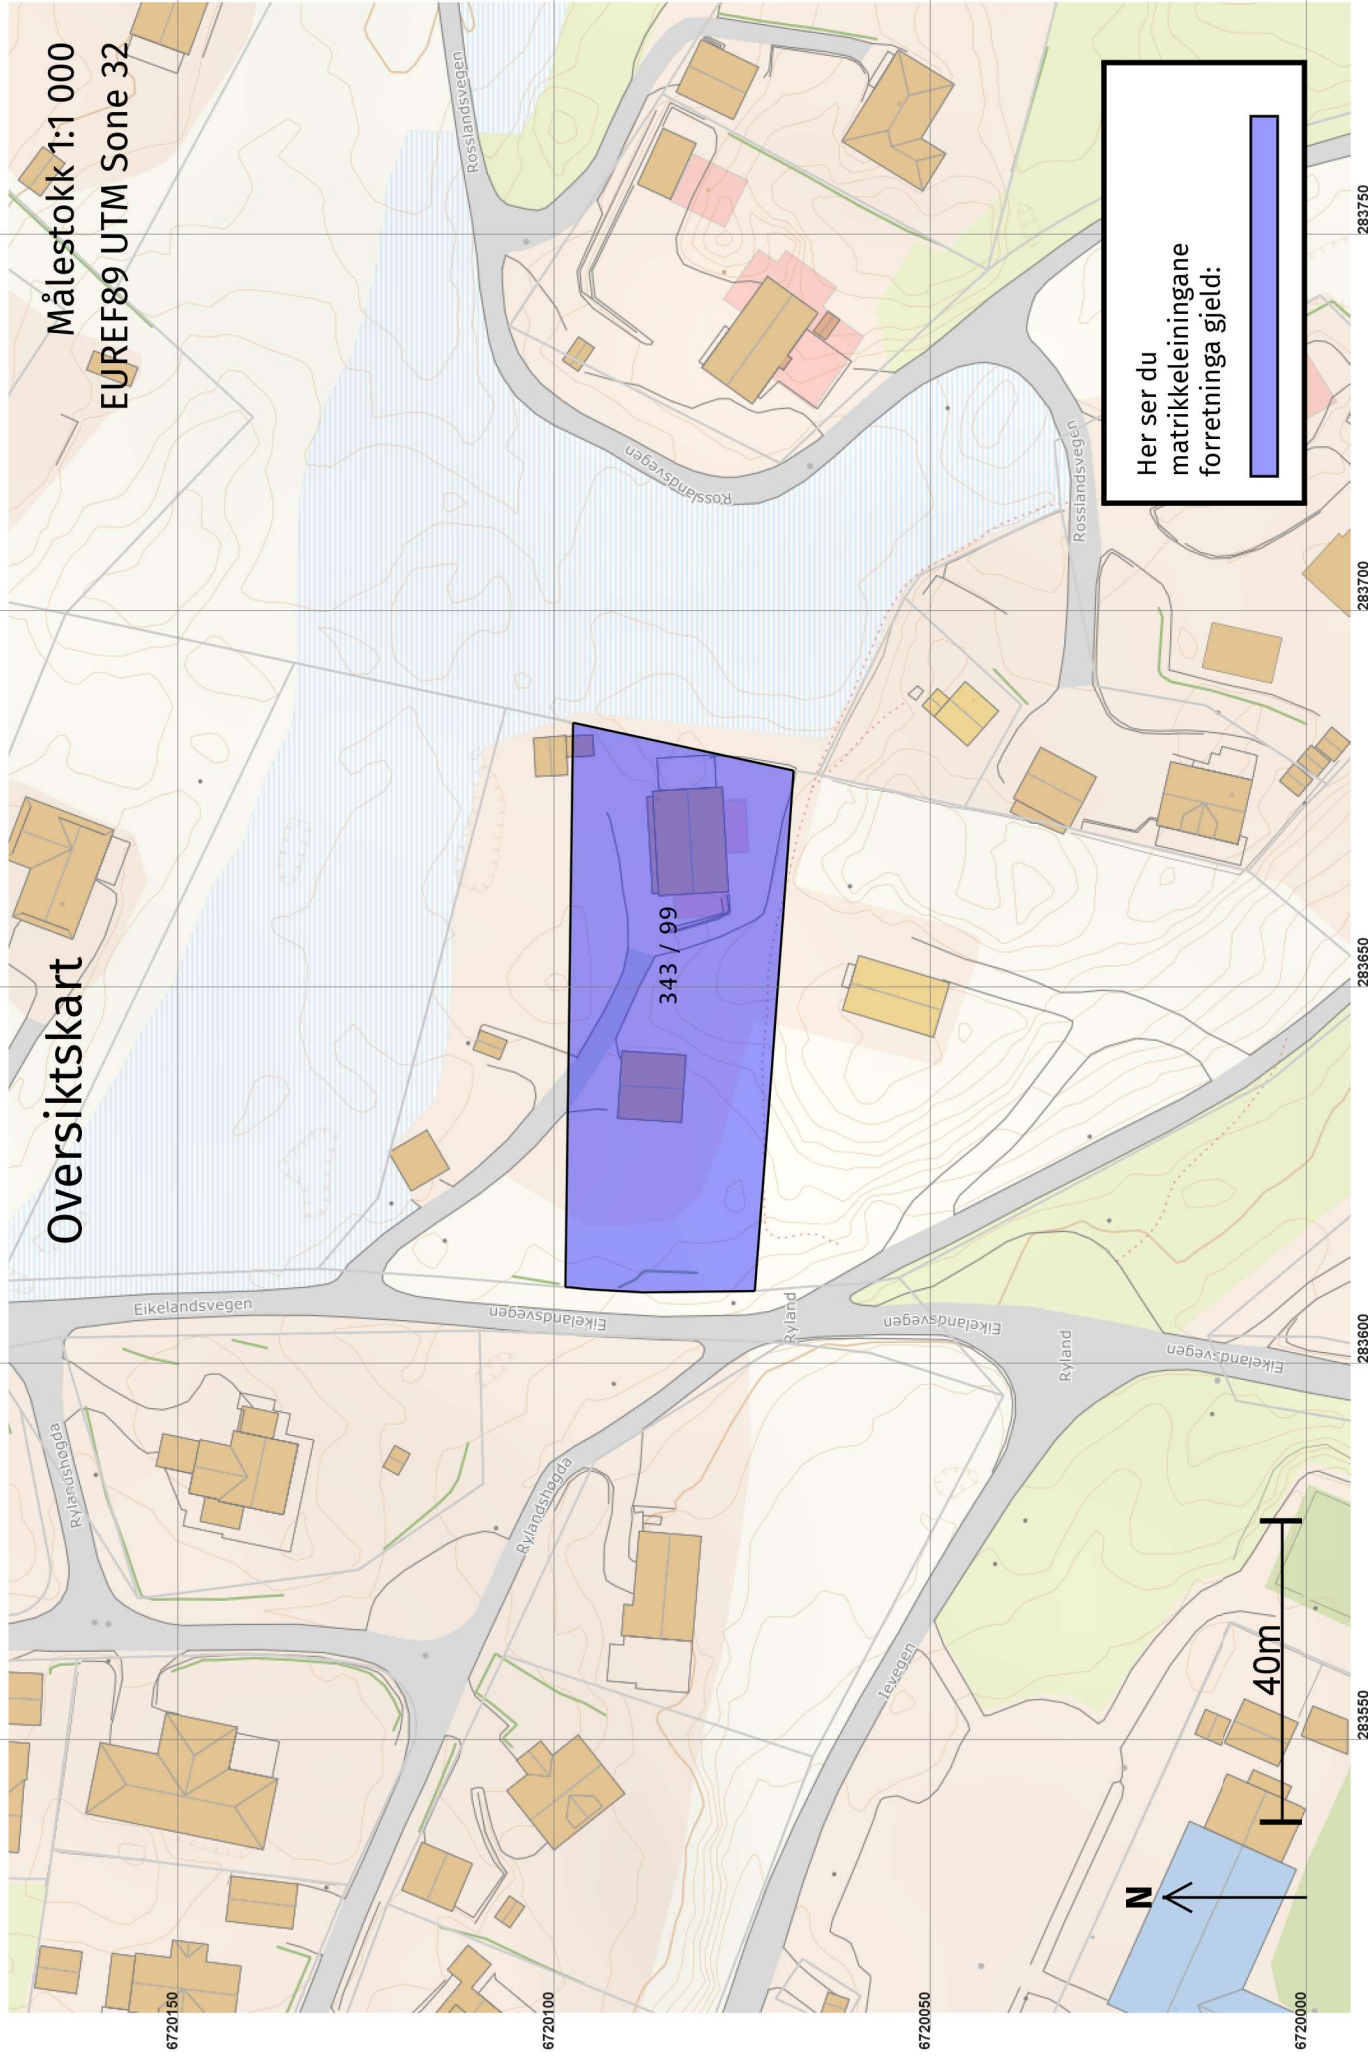 Oversiktskart
Målestokk 1:1 000
EUREF89 UTM Sone 32
Rylandshøgda
Eikelandsvegen
6720150
Rosslandsvegen
Rylandshøgda
Eikelandsvegen
6720100
Rosslandsvegen
343 / 99
Ryland
Ievegen
Eikelandsvegen
6720050
Ryland
Rosslandsvegen
N
Eikelandsvegen
Her ser du
matrikkeleiningane
forretninga gjeld:
40m
6720000
283550
283600
283650
283700
283750